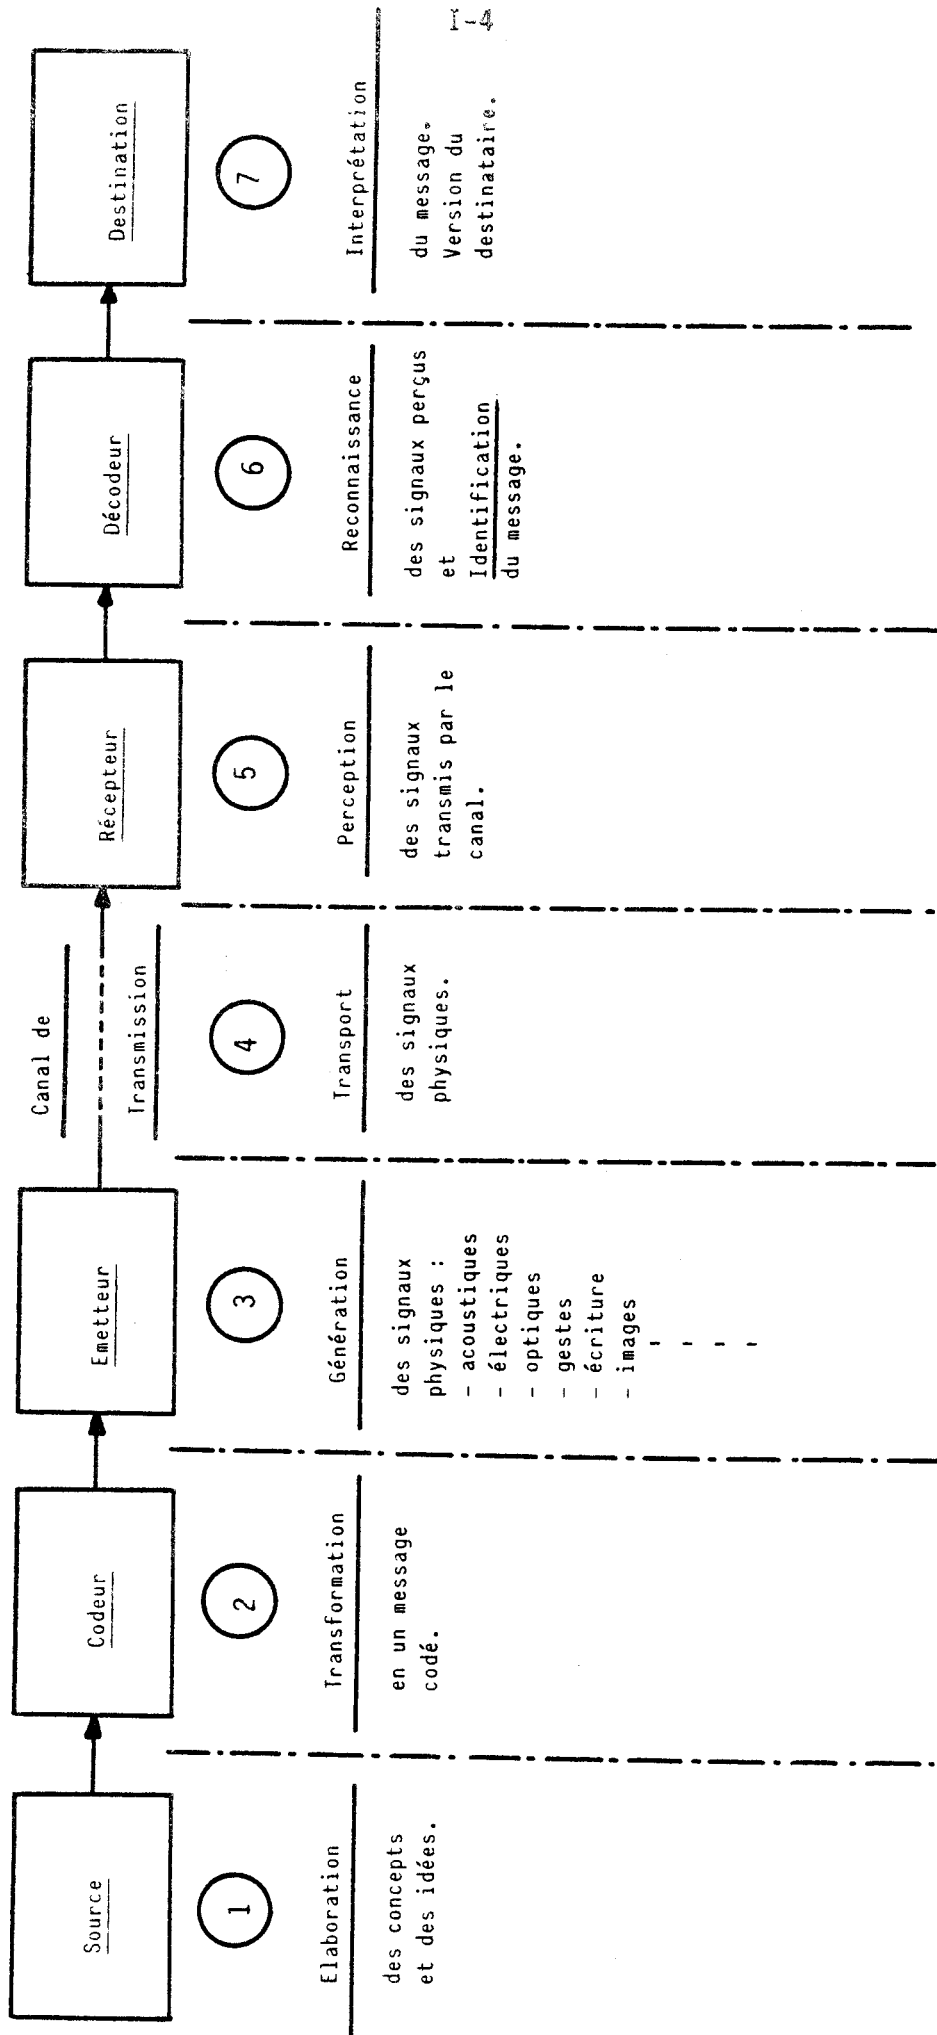 I-4
Source
1
Elaboration
des concepts
et des idées.
Codeur
2
Transformation
en un message
codé.
Emetteur
3
Génération
des signaux
physiques :
- acoustiques
- électriques
- optiques
- gestes
- écriture
- images
-
-
-
-
Canal de
Transmission
4
Transport
des signaux
physiques.
Récepteur
5
Perception
des signaux
transmis par le
canal.
Décodeur
6
Reconnaissance
des signaux perçus
et
Identification
du message.
Destination
7
Interprétation
du message.
Version du
destinataire.